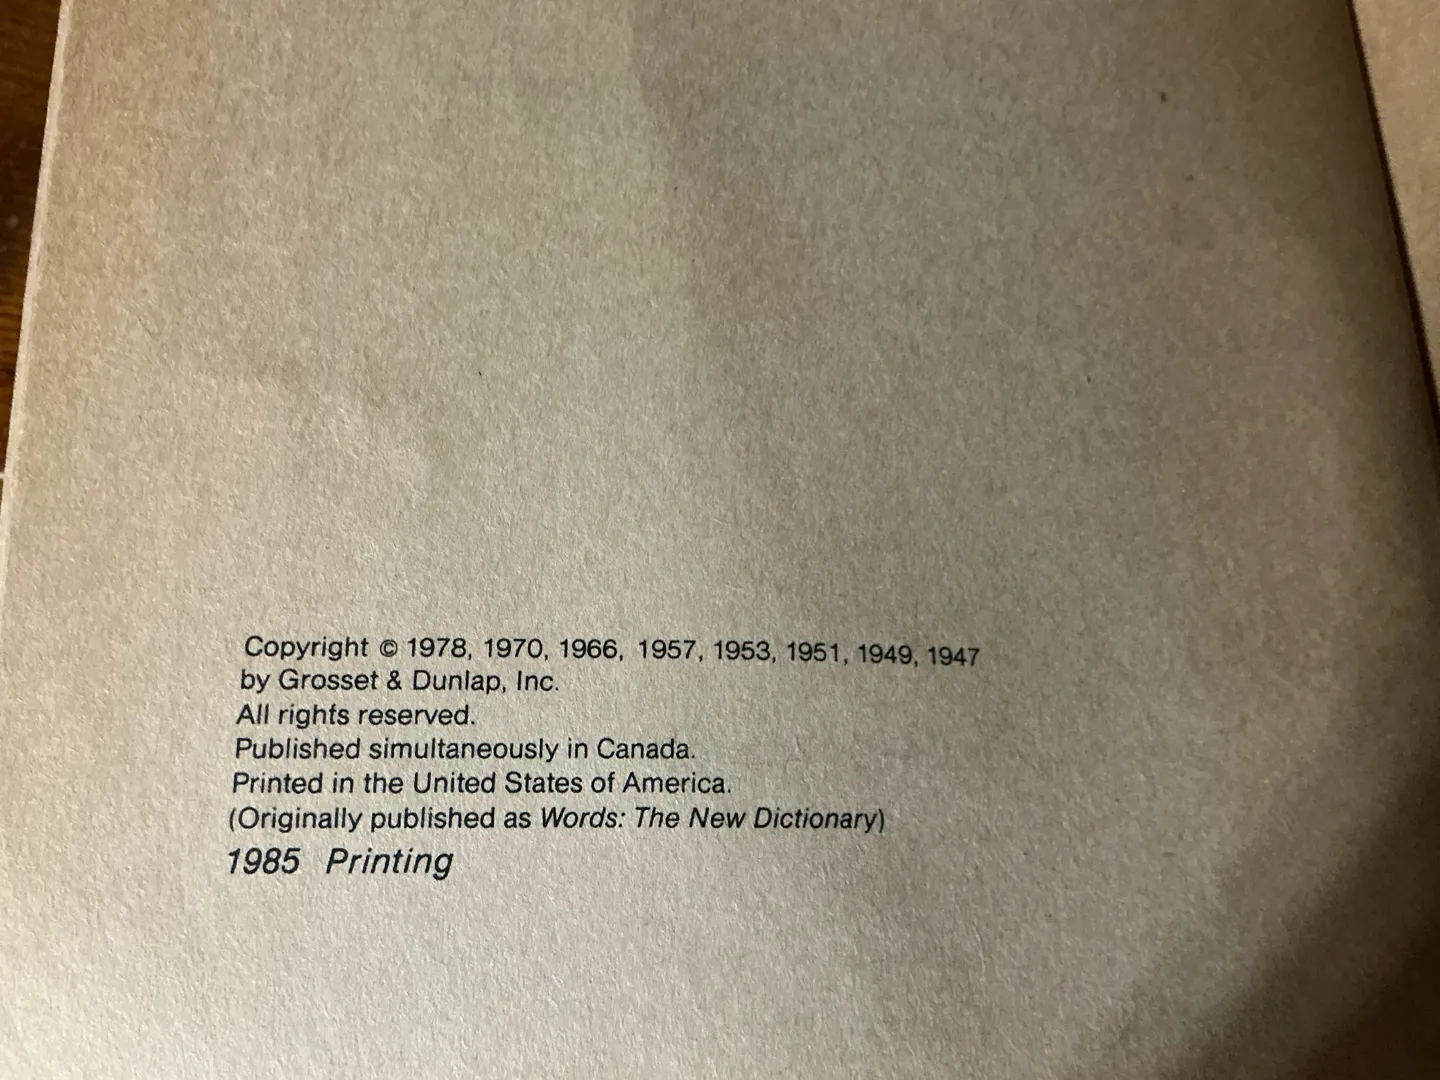 Copyright © 1978, 1970, 1966, 1957, 1953, 1951, 1949, 1947
by Grosset & Dunlap, Inc.
All rights reserved.
Published simultaneously in Canada.
Printed in the United States of America.
(Originally published as Words: The New Dictionary)
1985 Printing